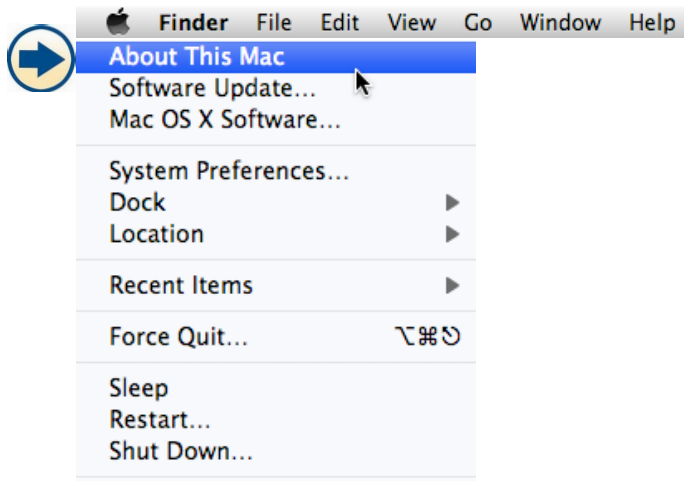 Finder File Edit View Go Window Help
About This Mac
Software Update...
Mac OS X Software...
System Preferences...
Dock
Location
Recent Items
Force Quit... ⌥⌘⎋
Sleep
Restart...
Shut Down...